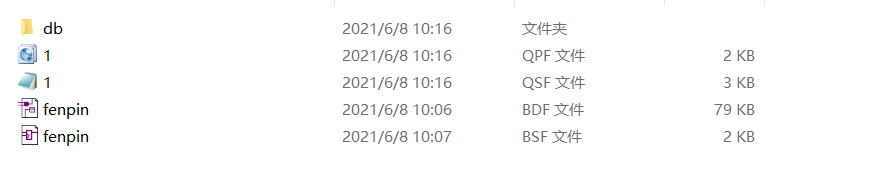 db 2021/6/8 10:16 文件夹
1 2021/6/8 10:16 QPF 文件 2 KB
1 2021/6/8 10:16 QSF 文件 3 KB
fenpin 2021/6/8 10:06 BDF 文件 79 KB
fenpin 2021/6/8 10:07 BSF 文件 2 KB